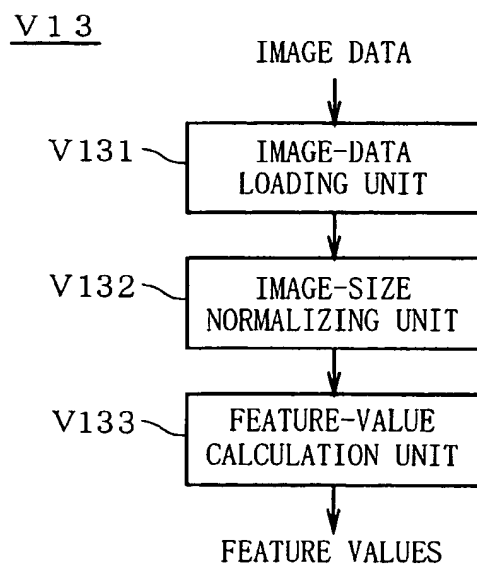 V13
IMAGE DATA
V131
IMAGE-DATA
LOADING UNIT
V132
IMAGE-SIZE
NORMALIZING UNIT
V133
FEATURE-VALUE
CALCULATION UNIT
FEATURE VALUES